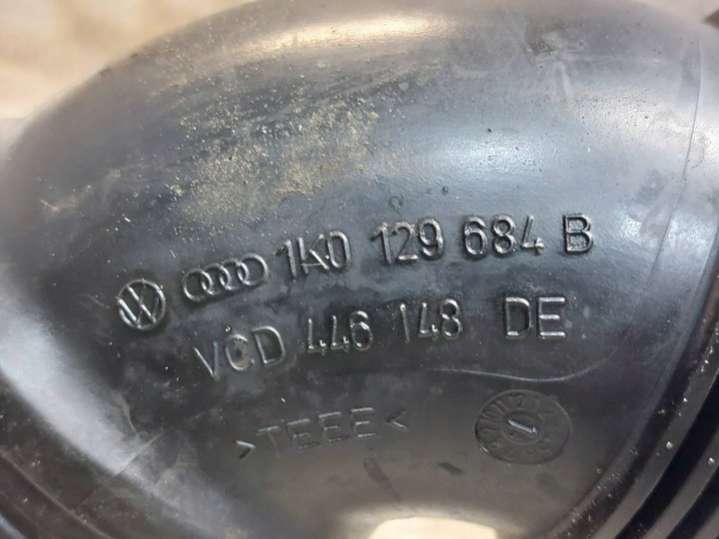 1K0 129 684 B
VCD 446 148 DE
>TEEE<